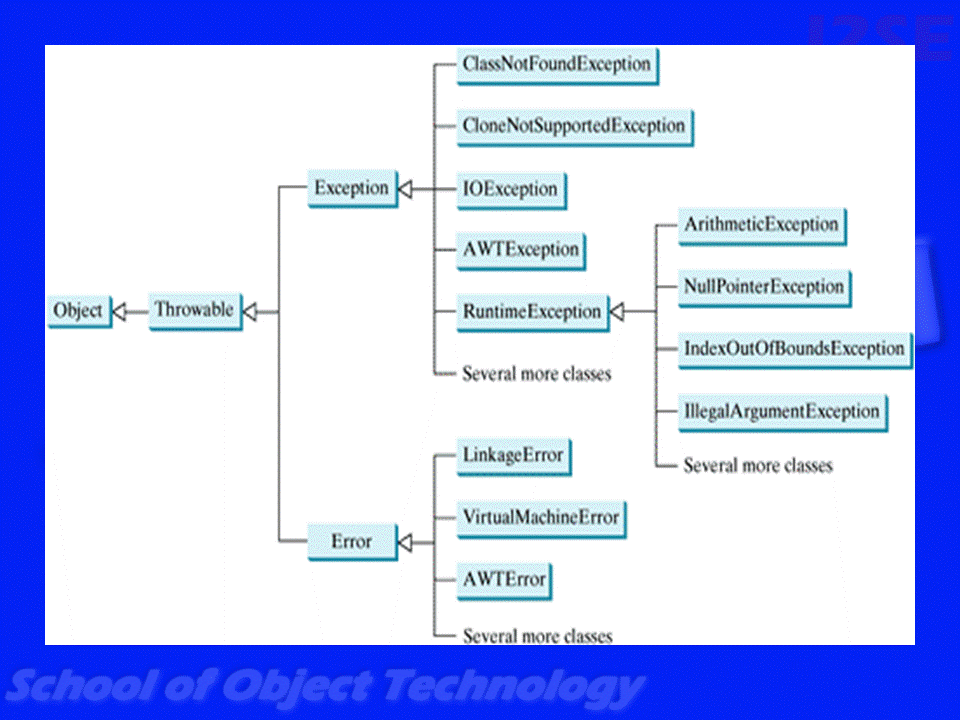 J2SE
ClassNotFoundException
CloneNotSupportedException
Exception
IOException
ArithmeticException
AWTException
NullPointerException
Object
Throwable
RuntimeException
IndexOutOfBoundsException
Several more classes
IllegalArgumentException
LinkageError
Several more classes
VirtualMachineError
Error
AWTError
Several more classes
School of Object Technology